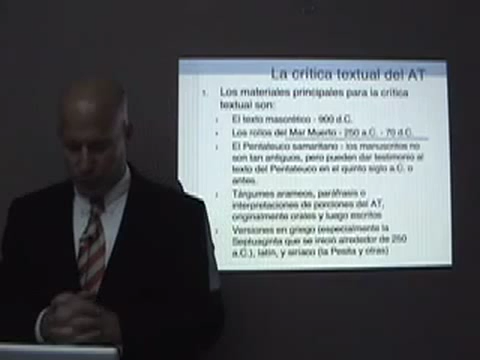 La crítica textual del AT
1. Los materiales principales para la crítica
textual son:
El texto masorético - 900 d.C.
Los rollos del Mar Muerto - 250 a.C. - 70 d.C.
El Pentateuco samaritano - los manuscritos no
son tan antiguos, pero pueden dar testimonio al
texto del Pentateuco en el quinto siglo a.C. o
antes.
Tárgumes arameos, paráfrasis o
interpretaciones de porciones del AT,
originalmente orales y luego escritos
Versiones en griego (especialmente la
Septuaginta que se inició alrededor de 250
a.C.), latín, y siriaco (la Pesita y otras)